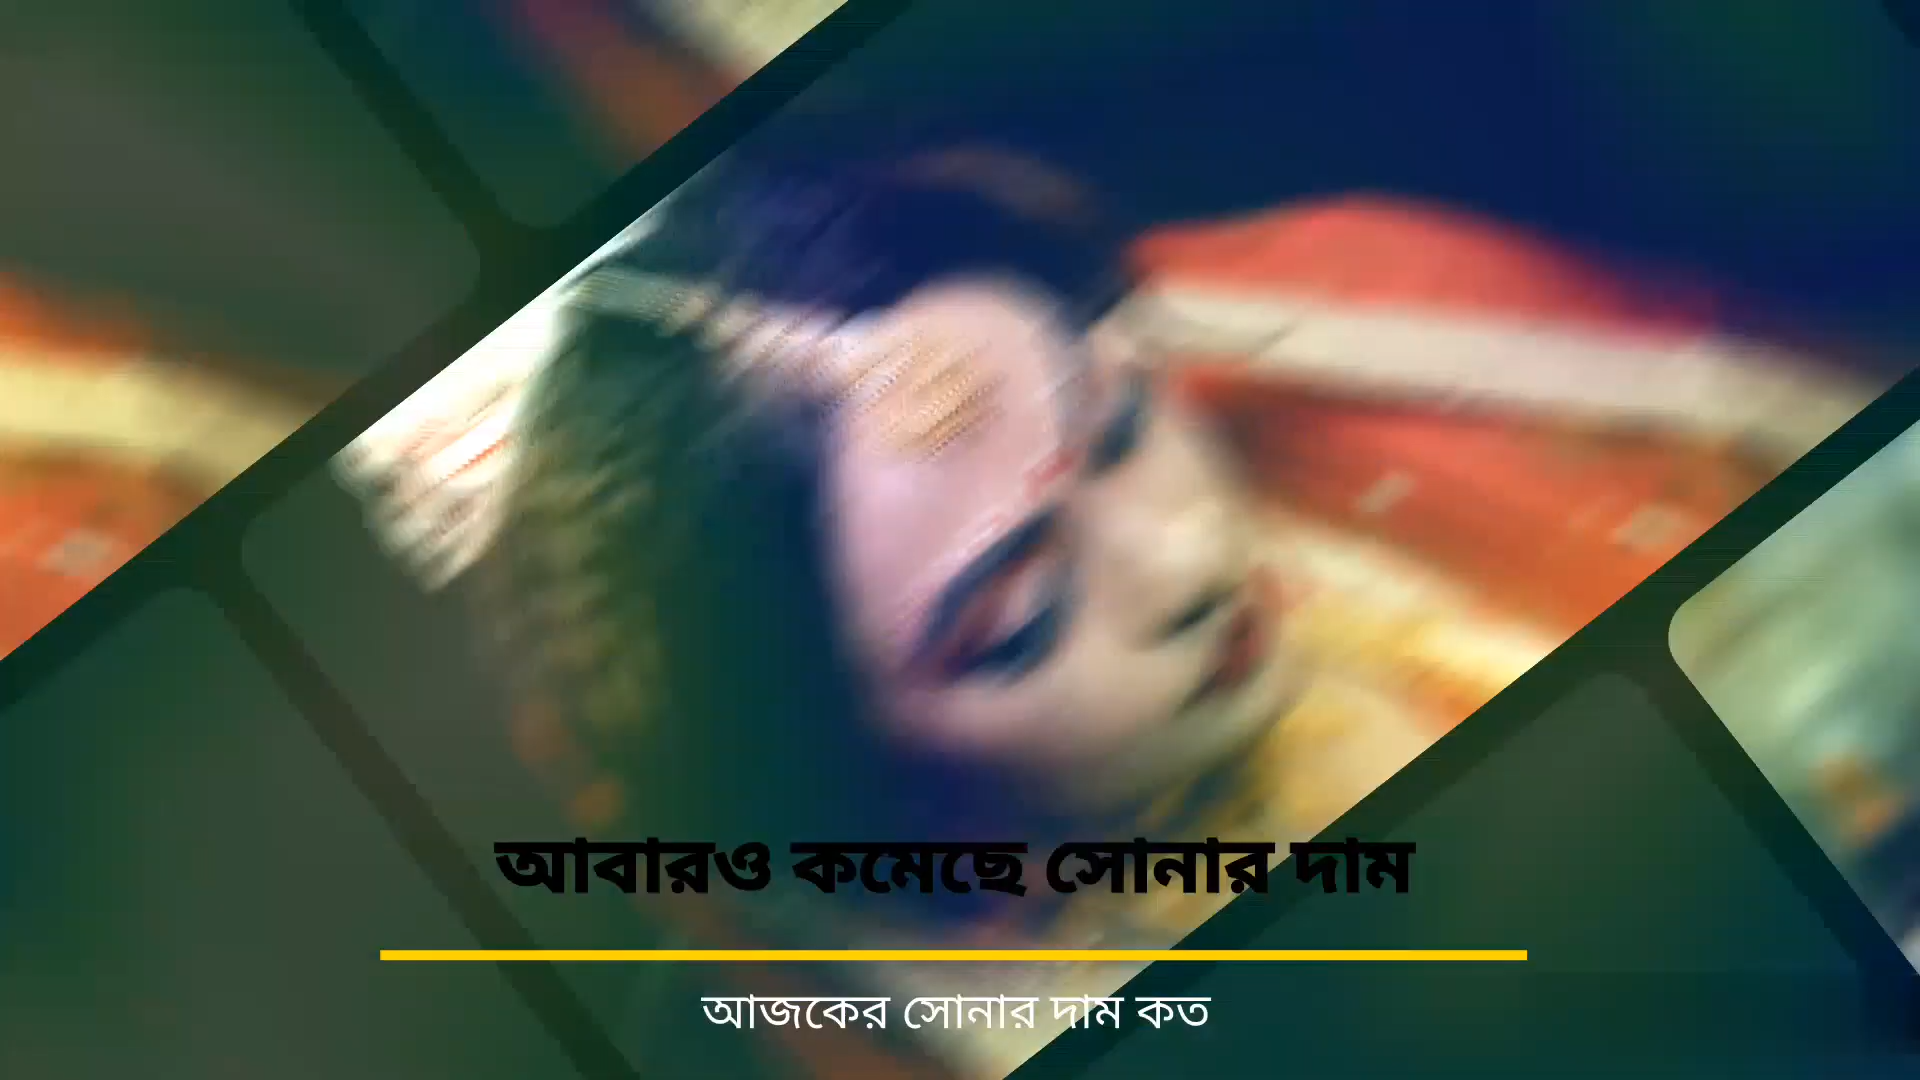 আবারও কমেছে সোনার দাম
আজকের সোনার দাম কত